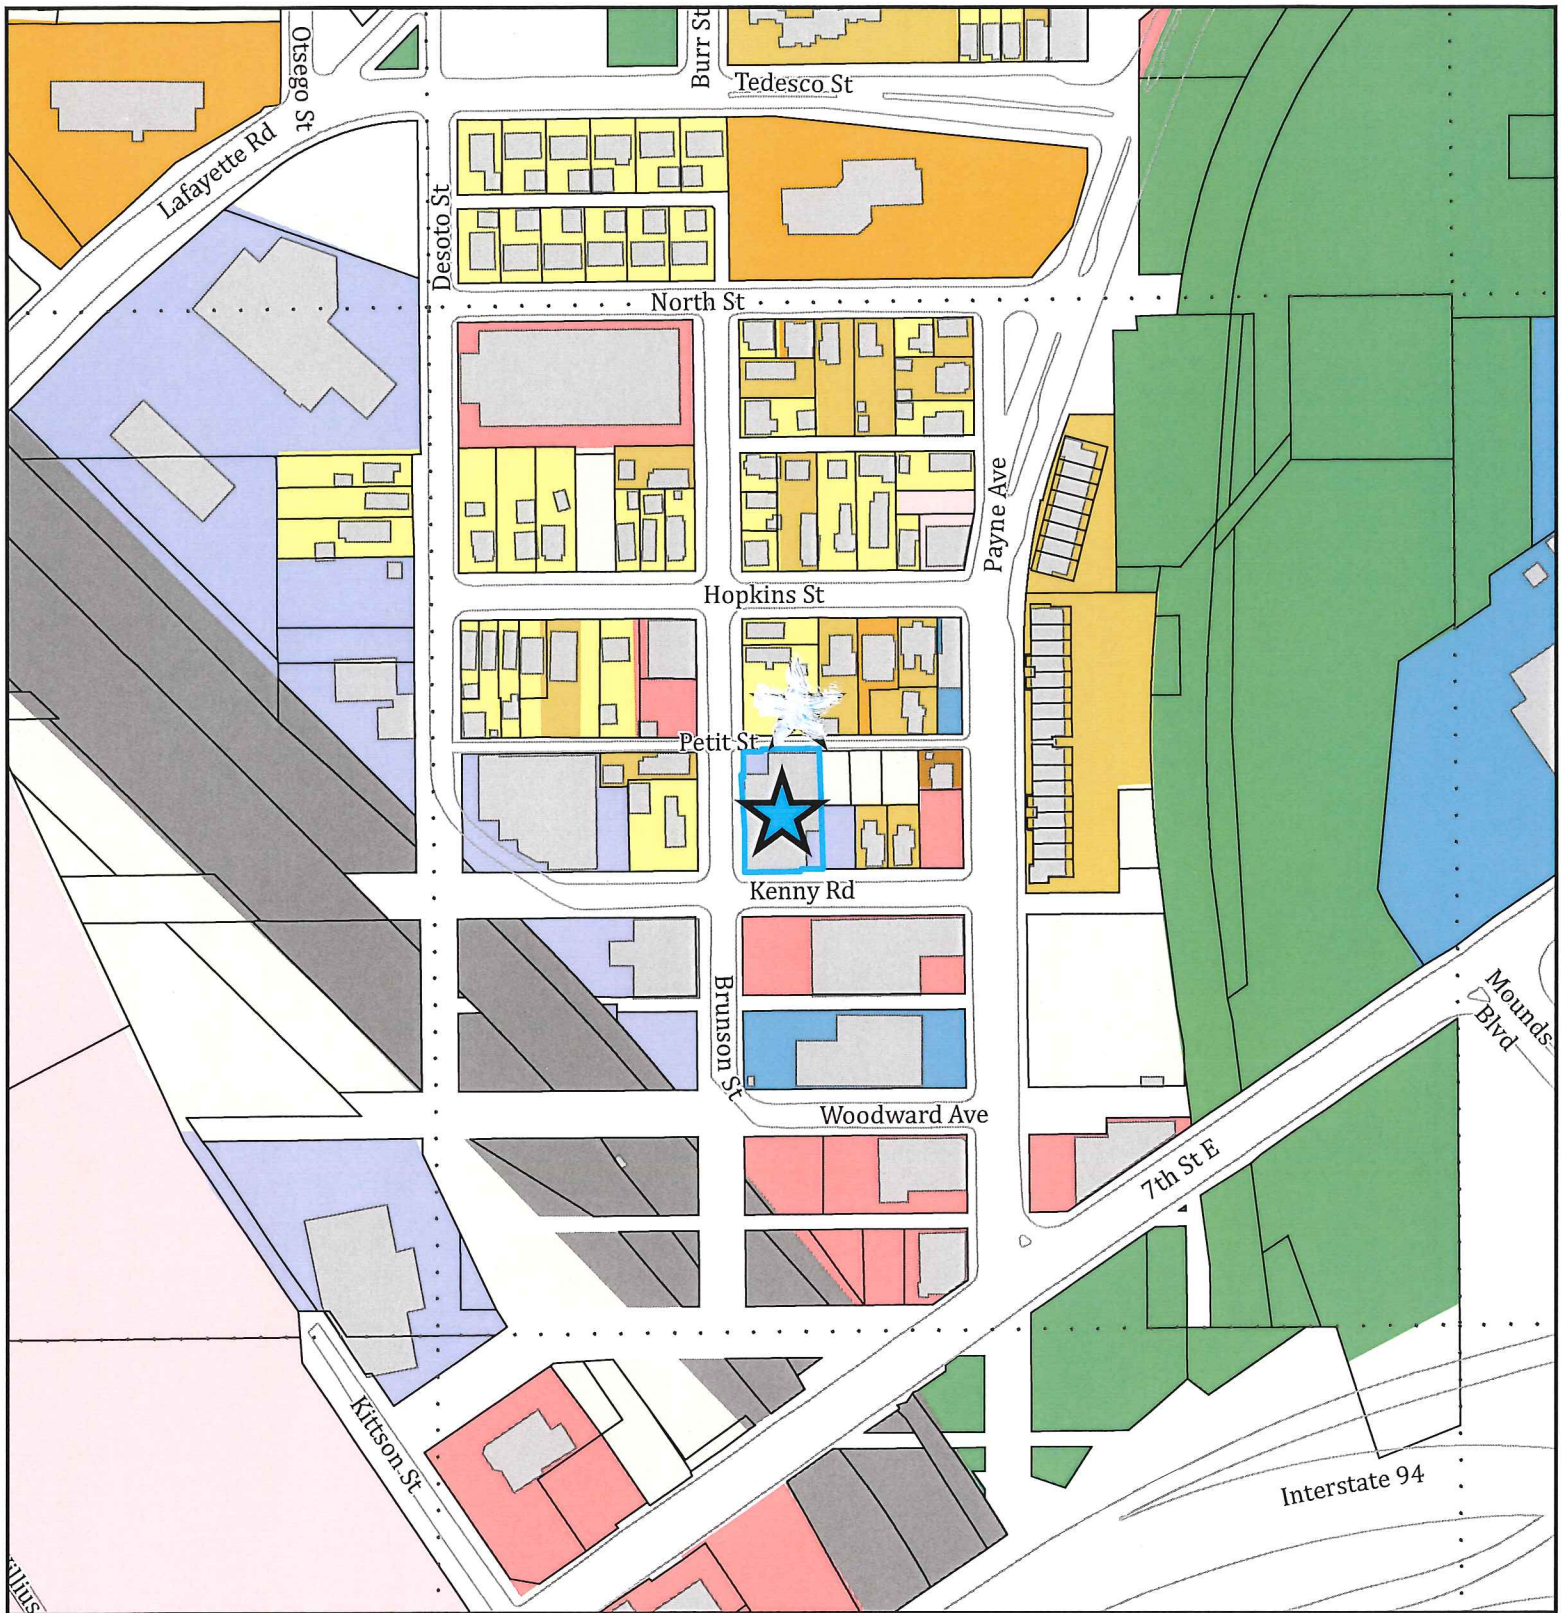 Otsego St
Burr St
Tedesco St
Lafayette Rd
Desoto St
North St
Payne Ave
Hopkins St
Petit St
Kenny Rd
Brunson St
Mounds
Blvd
Woodward Ave
7th St E
Kittson St
Interstate 94